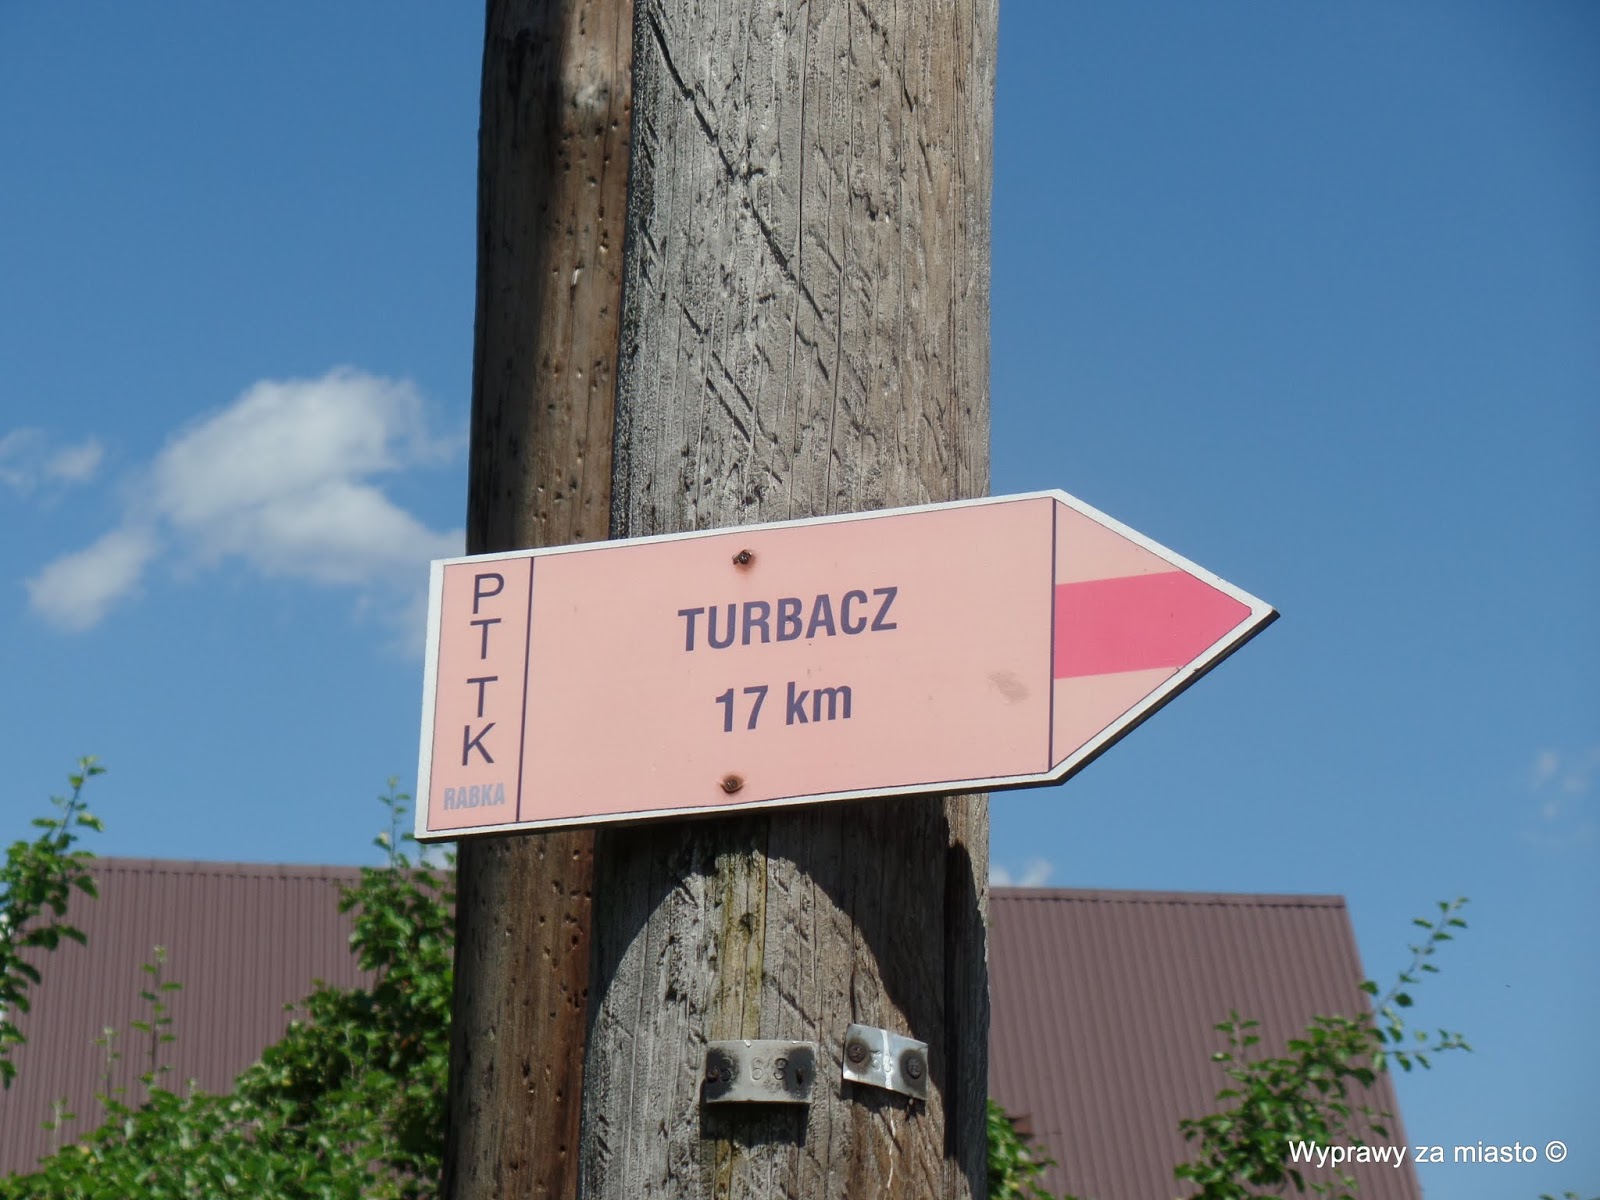 PTTK
RABKA
TURBACZ
17 km
Wyprawy za miasto ©